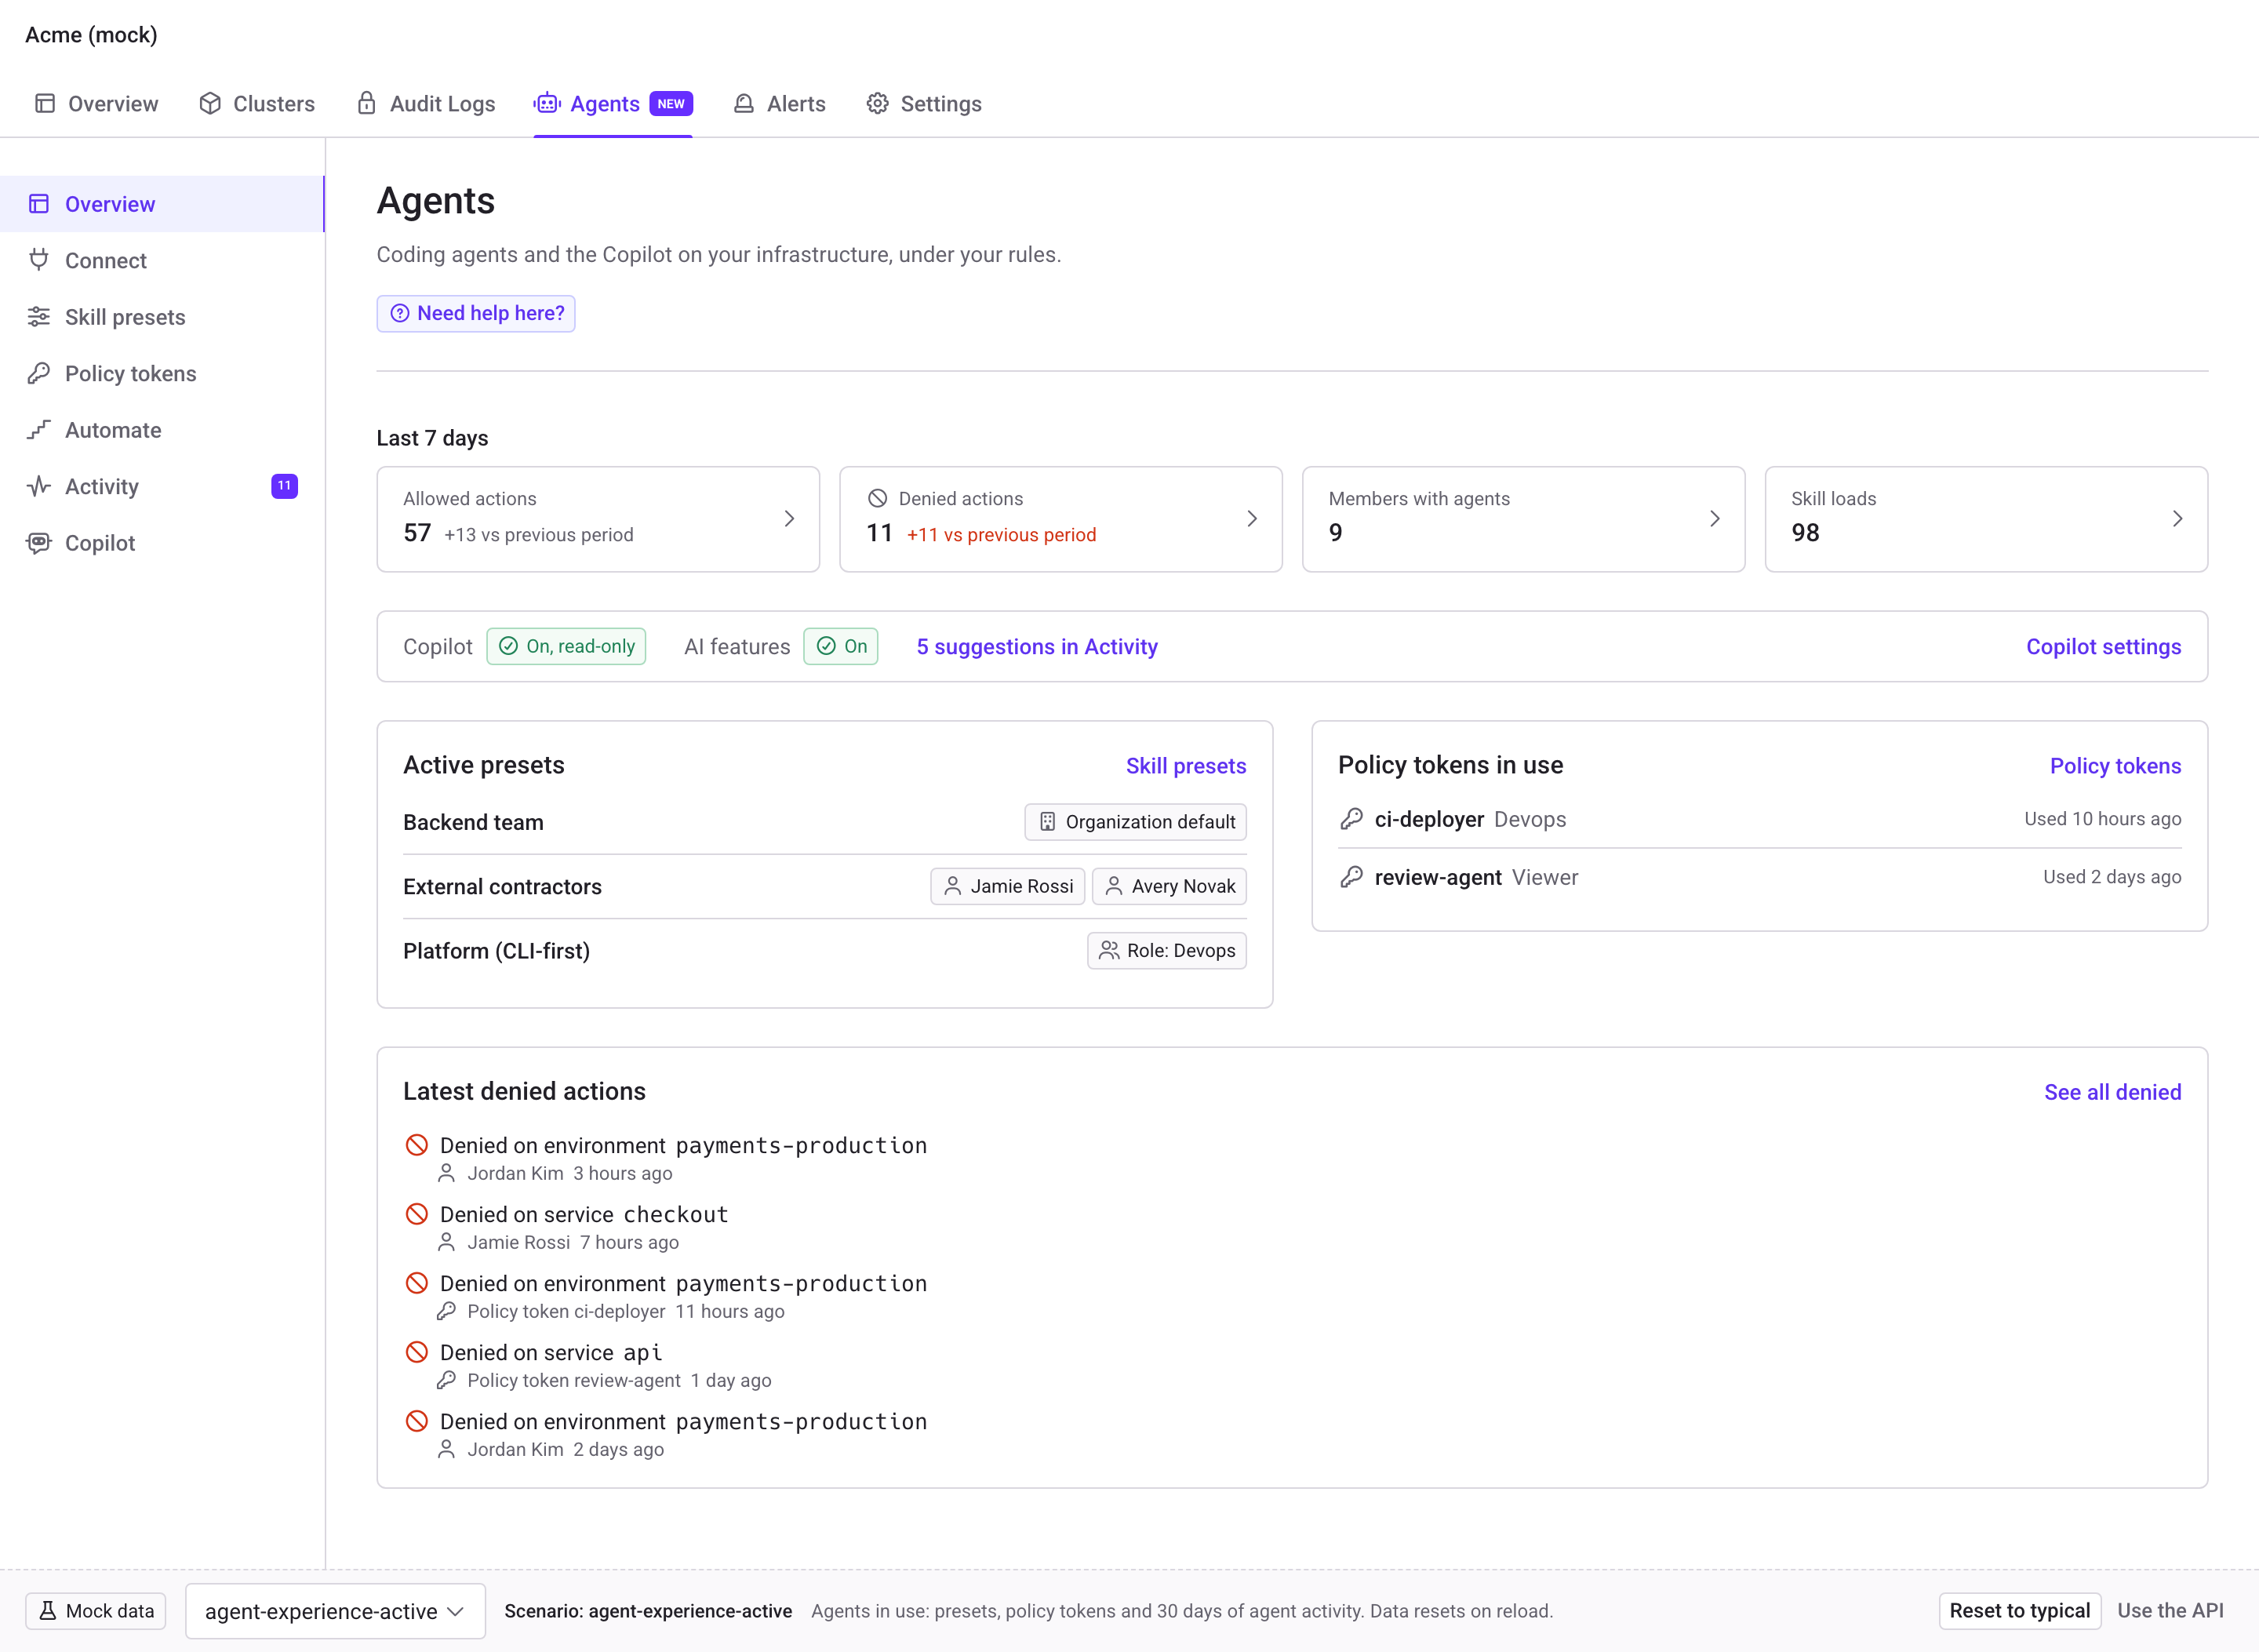 Acme (mock)
Overview
Clusters
Audit Logs
Agents NEW
Alerts
Settings
Overview
Connect
Skill presets
Policy tokens
Automate
Activity 11
Copilot
Agents
Coding agents and the Copilot on your infrastructure, under your rules.
Need help here?
Last 7 days
Allowed actions
57 +13 vs previous period
Denied actions
11 +11 vs previous period
Members with agents
9
Skill loads
98
Copilot On, read-only AI features On 5 suggestions in Activity Copilot settings
Active presets Skill presets
Backend team Organization default
External contractors Jamie Rossi Avery Novak
Platform (CLI-first) Role: Devops
Policy tokens in use Policy tokens
ci-deployer Devops Used 10 hours ago
review-agent Viewer Used 2 days ago
Latest denied actions See all denied
Denied on environment payments-production
Jordan Kim 3 hours ago
Denied on service checkout
Jamie Rossi 7 hours ago
Denied on environment payments-production
Policy token ci-deployer 11 hours ago
Denied on service api
Policy token review-agent 1 day ago
Denied on environment payments-production
Jordan Kim 2 days ago
Mock data agent-experience-active Scenario: agent-experience-active Agents in use: presets, policy tokens and 30 days of agent activity. Data resets on reload. Reset to typical Use the API